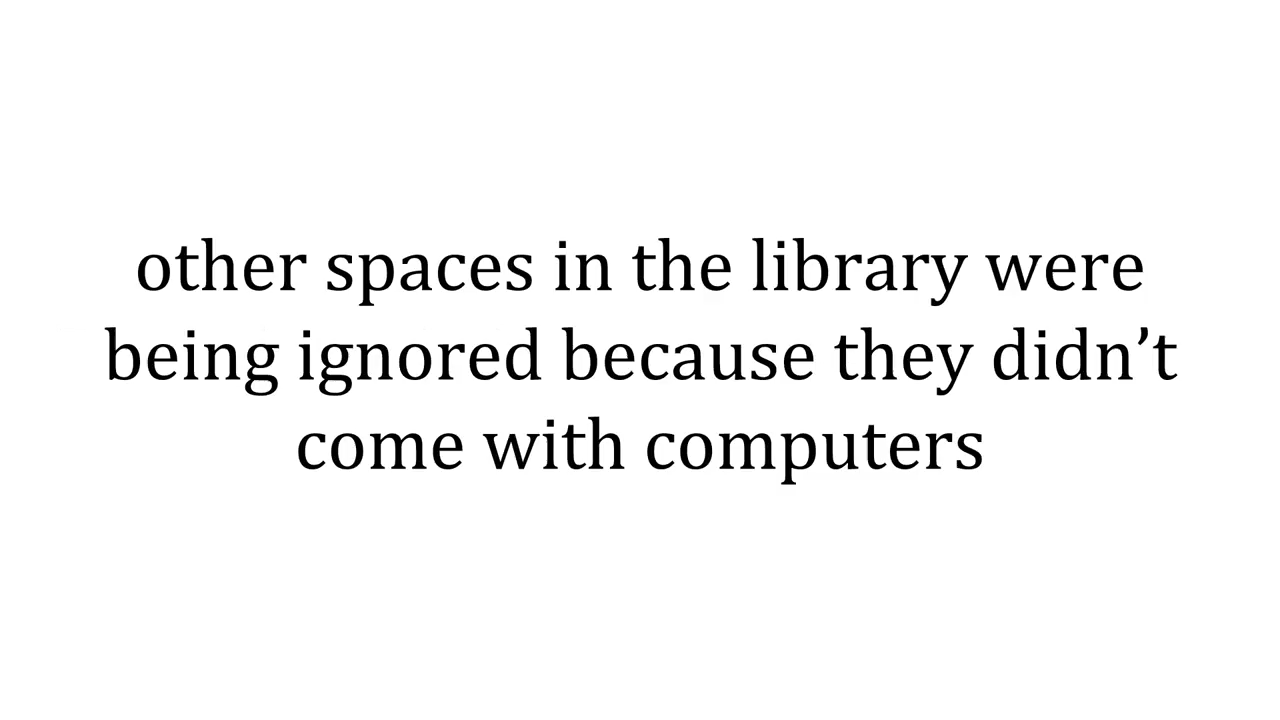 other spaces in the library were
being ignored because they didn’t
come with computers